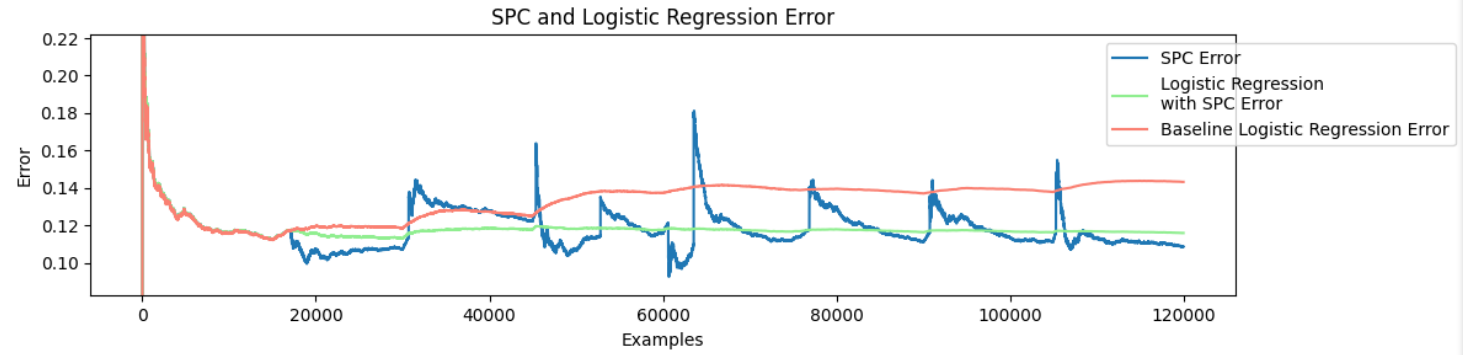 SPC and Logistic Regression Error
0.22
0.20
0.18
0.16
0.14
0.12
0.10
Error
SPC Error
Logistic Regression
with SPC Error
Baseline Logistic Regression Error
0
20000
40000
60000
80000
100000
120000
Examples